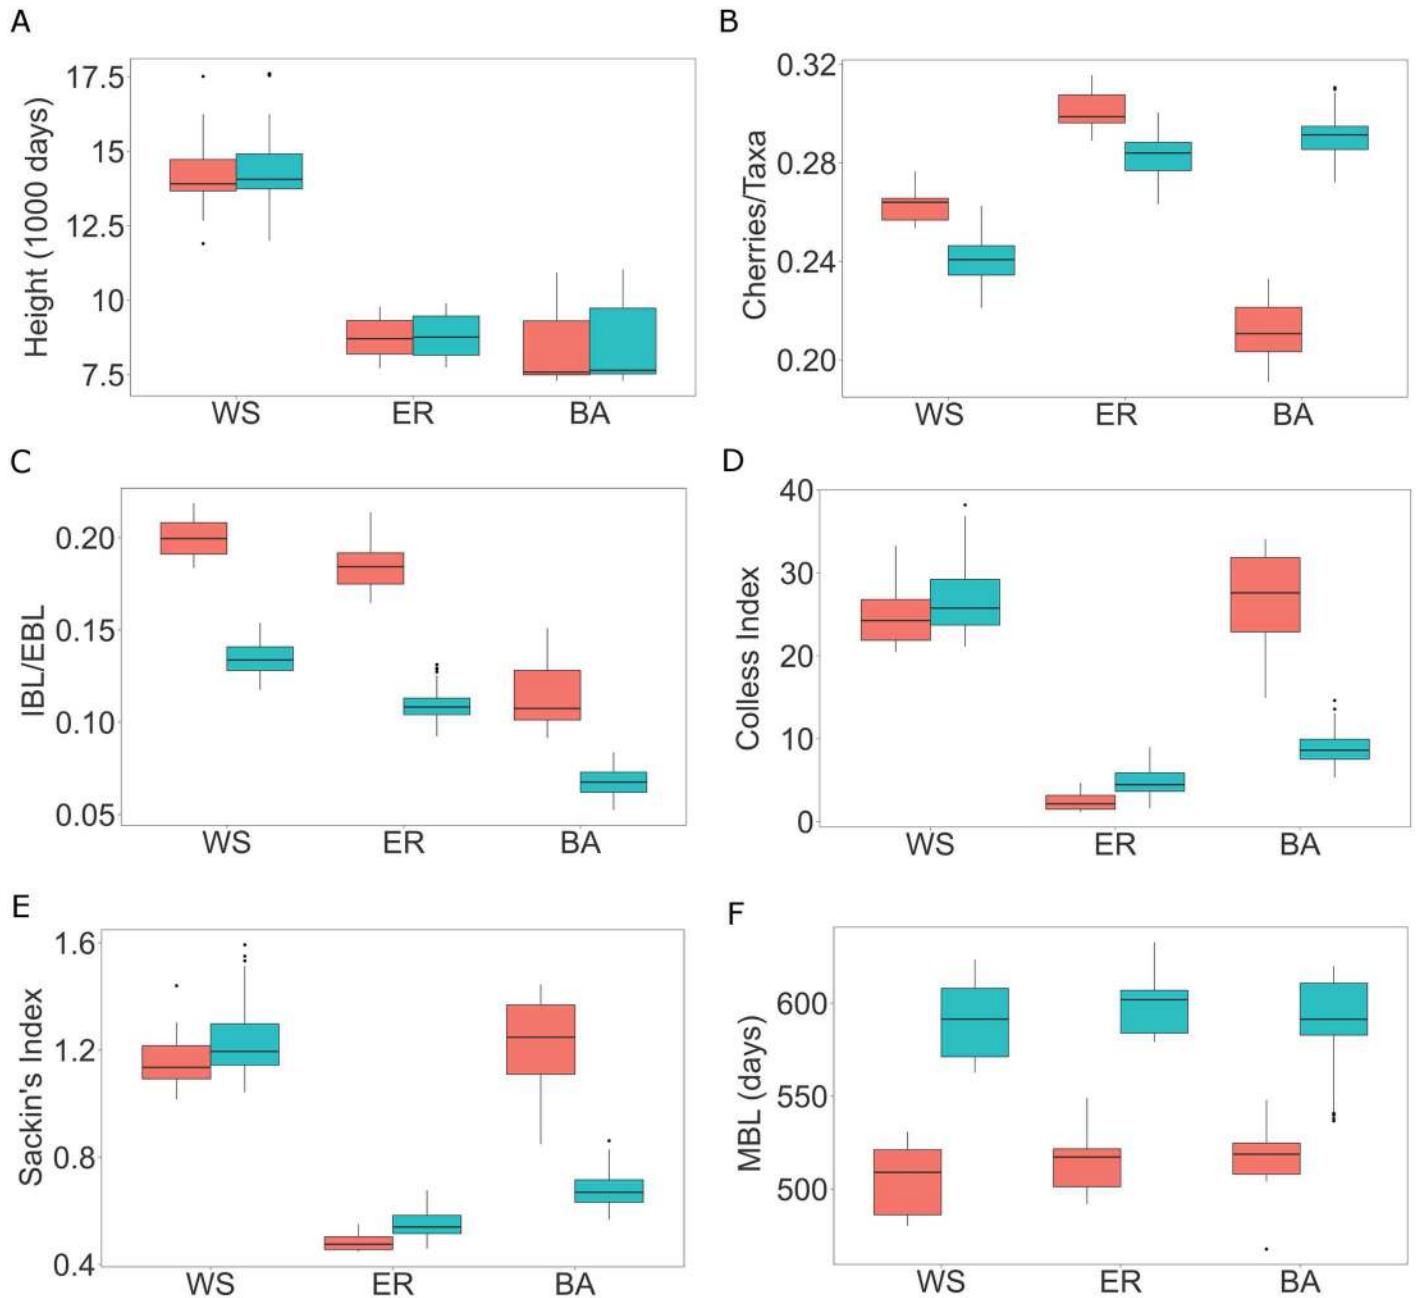 A
Height (1000 days)
17.5
15
12.5
10
7.5
WS ER BA
B
Cherries/Taxa
0.32
0.28
0.24
0.20
WS ER BA
C
IBL/EBL
0.20
0.15
0.10
0.05
WS ER BA
D
Colless Index
40
30
20
10
0
WS ER BA
E
Sackin's Index
1.6
1.2
0.8
0.4
WS ER BA
F
MBL (days)
600
550
500
WS ER BA